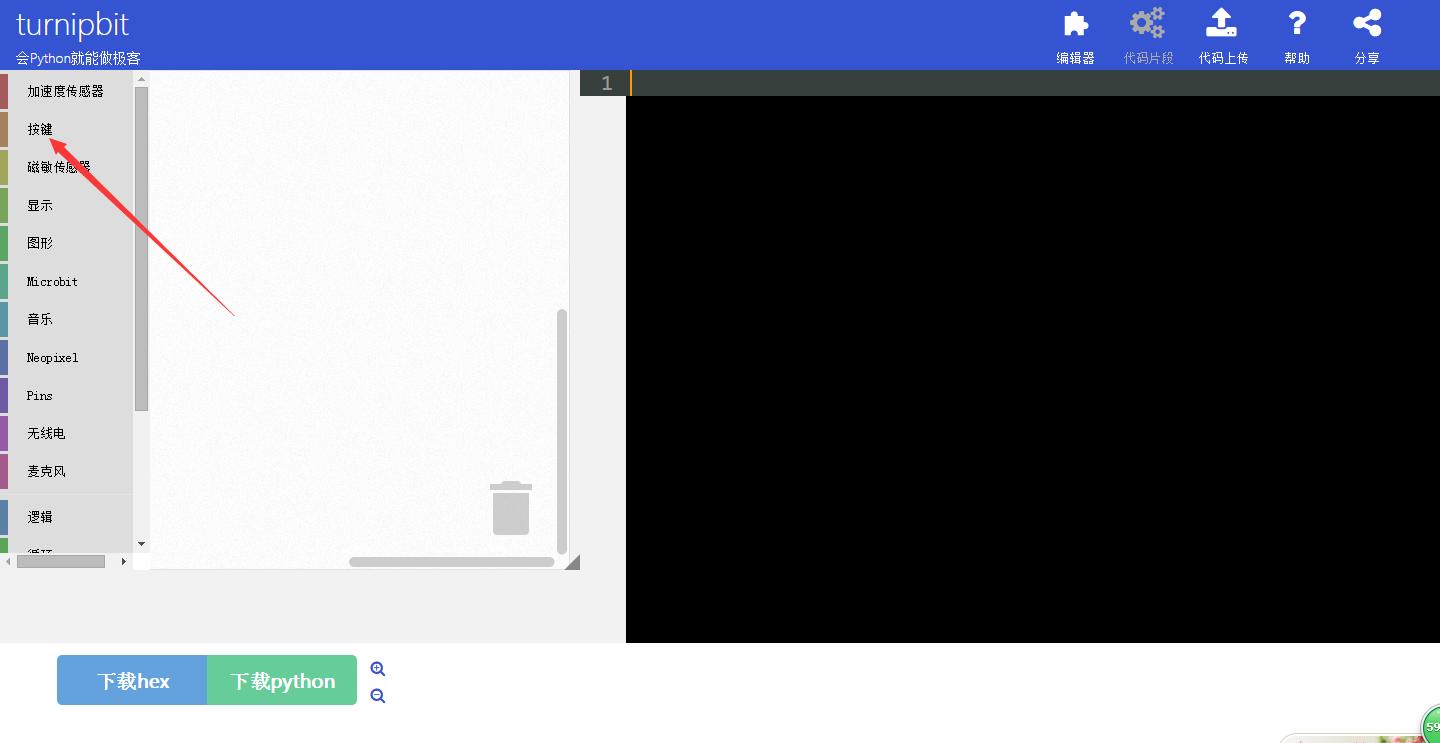 turnipbit
会Python就能做极客
编辑器
代码片段
代码上传
帮助
分享
加速度传感器
按键
磁敏传感器
显示
图形
Microbit
音乐
Neopixel
Pins
无线电
麦克风
逻辑
循环
1
下载hex
下载python
59